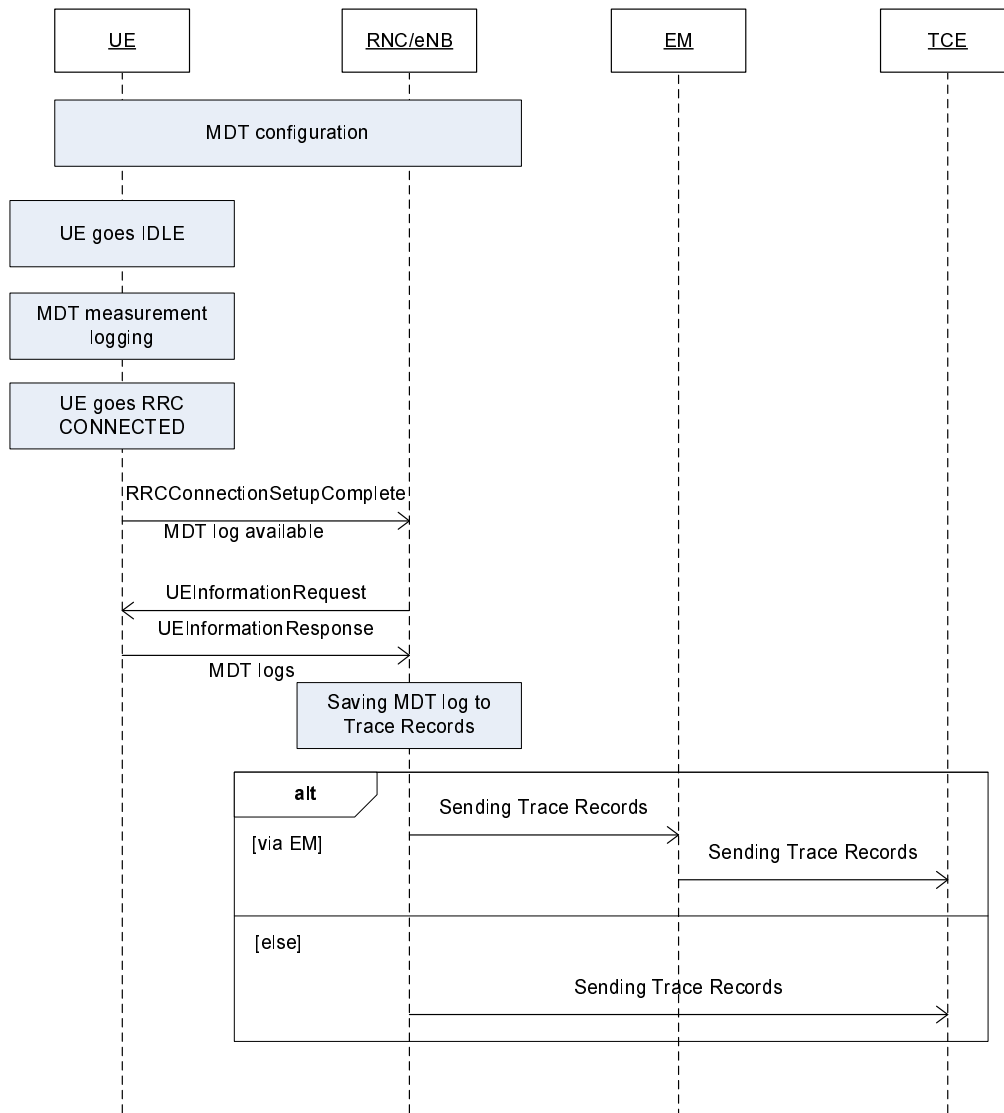 UE
RNC/eNB
EM
TCE
MDT configuration
UE goes IDLE
MDT measurement
logging
UE goes RRC
CONNECTED
RRCConnectionSetupComplete
MDT log available
UEInformationRequest
UEInformationResponse
MDT logs
Saving MDT log to
Trace Records
alt
Sending Trace Records
[via EM]
Sending Trace Records
[else]
Sending Trace Records